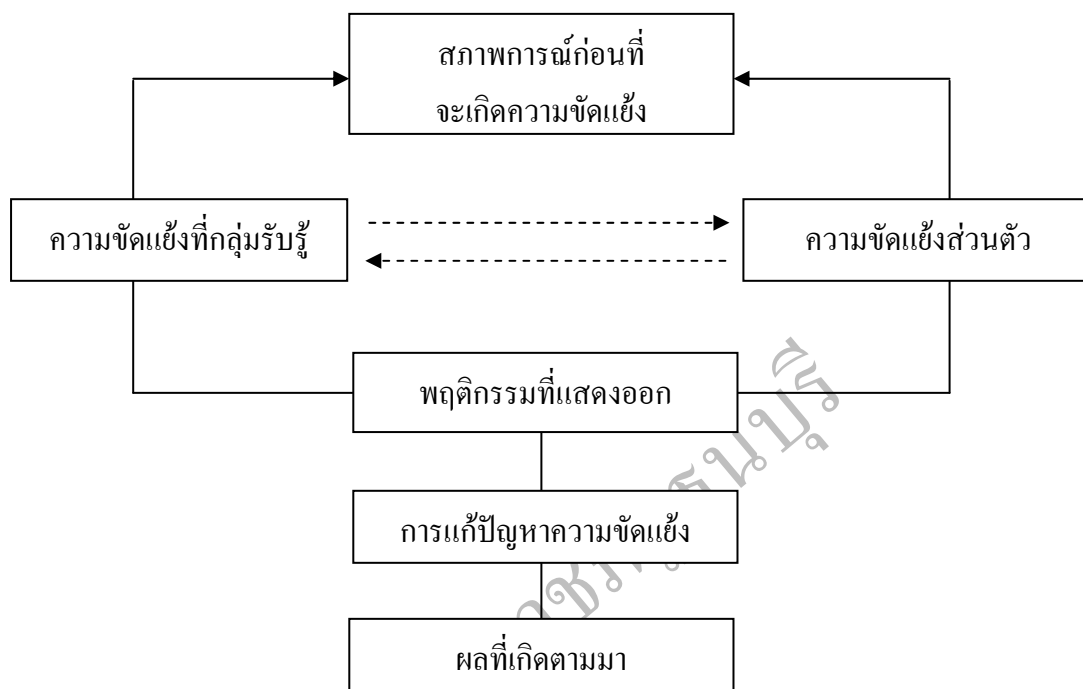 สภาพการณ์ก่อนที่
จะเกิดความขัดแย้ง
ความขัดแย้งที่กลุ่มรับรู้
ความขัดแย้งส่วนตัว
พฤติกรรมที่แสดงออก
การแก้ปัญหาความขัดแย้ง
ผลที่เกิดตามมา